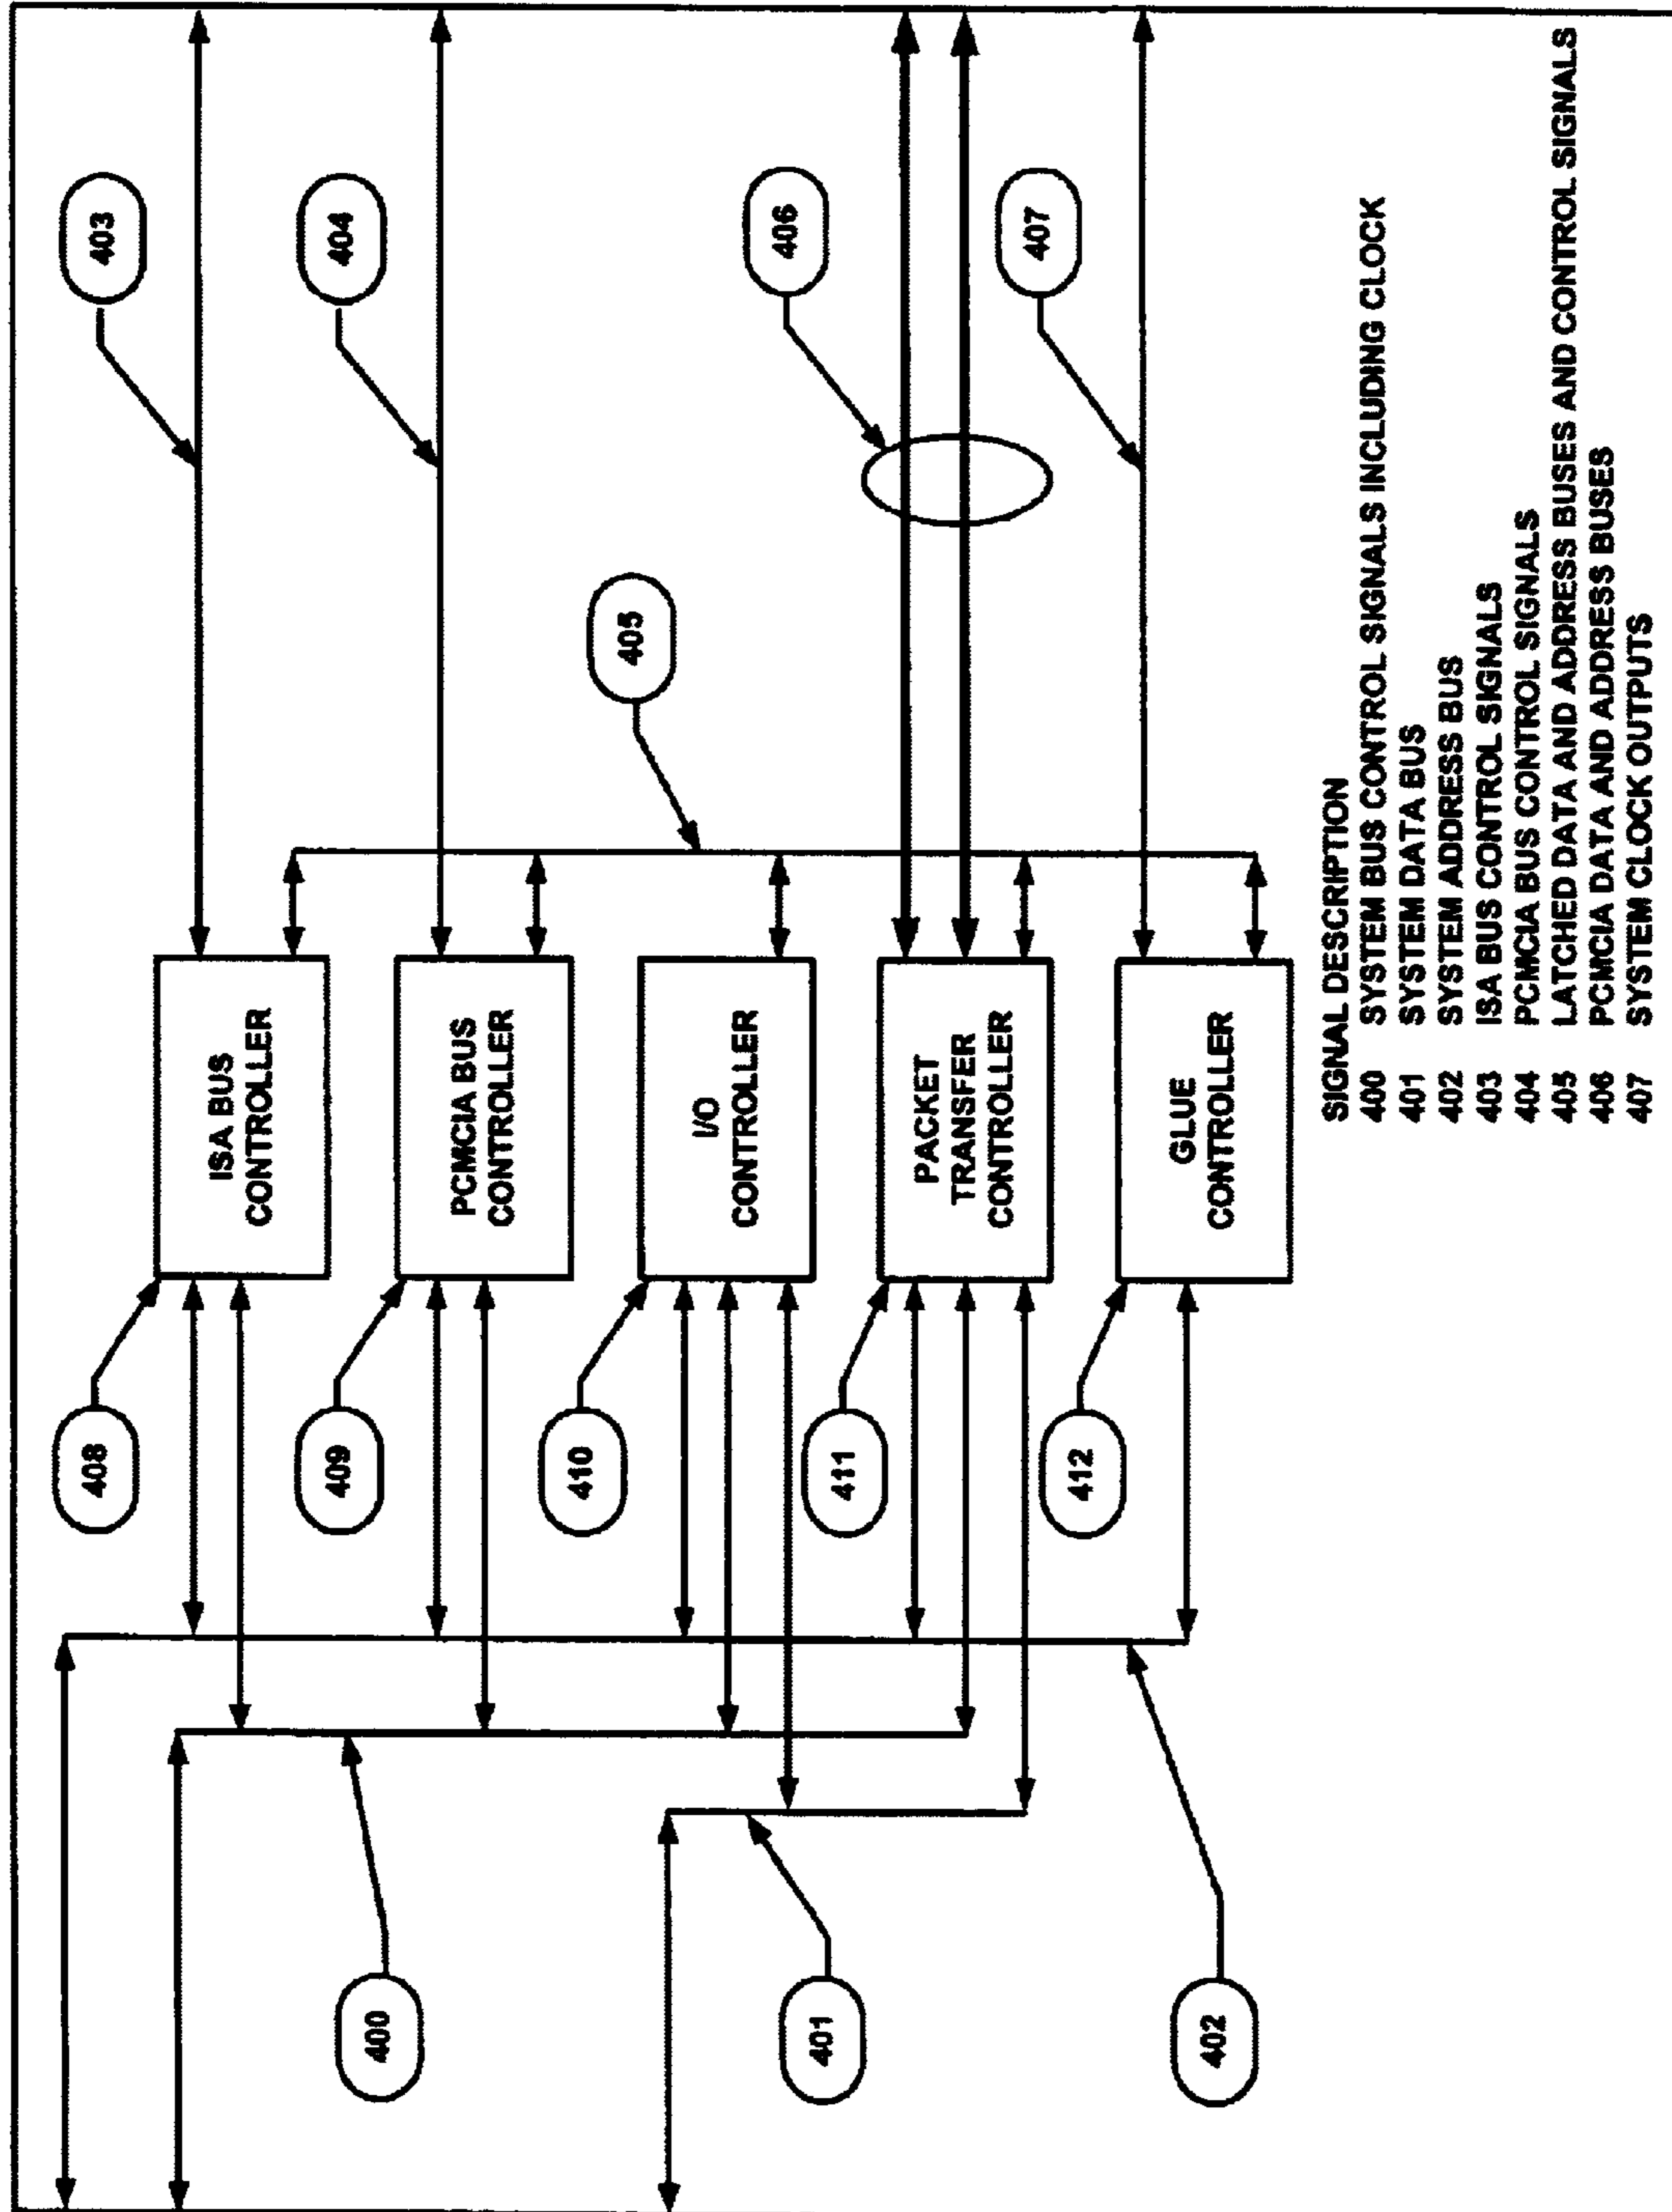 403
404
406
407
405
ISA BUS
CONTROLLER
PCMCIA BUS
CONTROLLER
I/O
CONTROLLER
PACKET
TRANSFER
CONTROLLER
GLUE
CONTROLLER
408
409
410
411
412
400
401
402
SIGNAL DESCRIPTION
400 SYSTEM BUS CONTROL SIGNALS INCLUDING CLOCK
401 SYSTEM DATA BUS
402 SYSTEM ADDRESS BUS
403 ISA BUS CONTROL SIGNALS
404 PCMCIA BUS CONTROL SIGNALS
405 LATCHED DATA AND ADDRESS BUSES AND CONTROL SIGNALS
406 PCMCIA DATA AND ADDRESS BUSES
407 SYSTEM CLOCK OUTPUTS